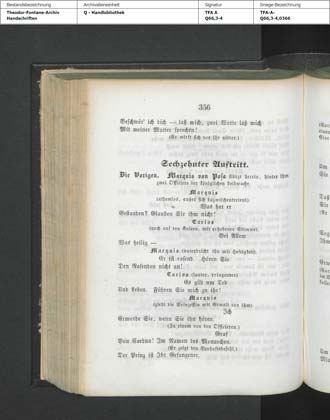 Bestandsbezeichnung
Archivalieneinheit
Signatur
Image-Bezeichnung
Theodor-Fontane-Archiv
Handschriften
Q - Handbibliothek
TFA A
Q66,3-4
TFA-A-
Q66,3-4,0366
356
Beschwör' ich dich — laß mich, zwei Worte laß mich
Mit meiner Mutter sprechen!
(Er wirft sich vor ihr nieder.)
Sechzehnter Auftritt.
Die Vorigen. Marquis von Posa stürzt herein, hinter ihm
zwei Offiziere der königlichen Leibwache.
Marquis
(athemlos, außer sich dazwischentretend).
Was hat er
Gestanden? Glauben Sie ihm nicht!
Carlos
(noch auf den Knieen, mit erhobener Stimme).
Bei Allem
Was heilig —
Marquis (unterbricht ihn mit Heftigkeit).
Er ist rasend. Hören Sie
Den Rasenden nicht an!
Carlos (lauter, dringender).
Es gilt um Tod
Und Leben. Führen Sie mich zu ihr!
Marquis
(zieht die Prinzessin mit Gewalt von ihm).
Ich
Ermorde Sie, wenn Sie ihn hören.
(Zu einem von den Offizieren.)
Graf
Von Cordua! Im Namen des Monarchen.
(Er zeigt den Verhaftsbefehl.)
Der Prinz ist Ihr Gefangener.